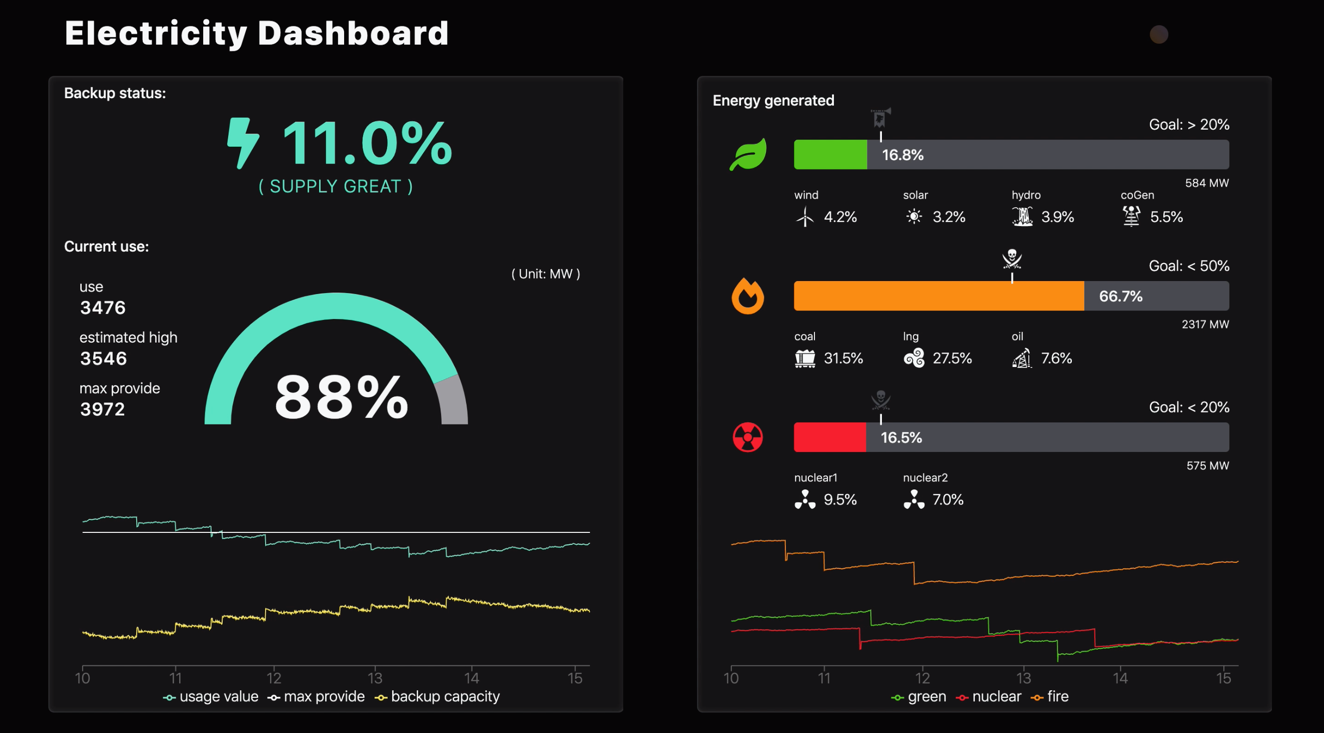 Electricity Dashboard
Backup status:
11.0%
( SUPPLY GREAT )
Current use:
( Unit: MW )
use
3476
estimated high
3546
max provide
3972
88%
10 11 12 13 14 15
usage value max provide backup capacity
Energy generated
Goal: > 20%
16.8%
584 MW
wind solar hydro coGen
4.2% 3.2% 3.9% 5.5%
Goal: < 50%
66.7%
2317 MW
coal lng oil
31.5% 27.5% 7.6%
Goal: < 20%
16.5%
575 MW
nuclear1 nuclear2
9.5% 7.0%
10 11 12 13 14 15
green nuclear fire